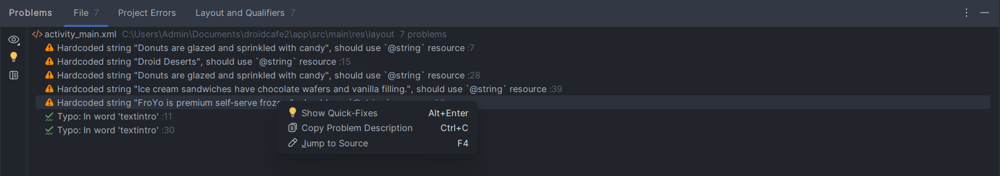 Problems File 7 Project Errors Layout and Qualifiers 7
</> activity_main.xml C:\Users\Admin\Documents\droidcafe2\app\src\main\res\layout 7 problems
Hardcoded string "Donuts are glazed and sprinkled with candy", should use `@string` resource :7
Hardcoded string "Droid Deserts", should use `@string` resource :15
Hardcoded string "Donuts are glazed and sprinkled with candy", should use `@string` resource :28
Hardcoded string "Ice cream sandwiches have chocolate wafers and vanilla filling.", should use `@string` resource :39
Hardcoded string "FroYo is premium self-serve
Typo: In word 'textintro' :11
Typo: In word 'textintro' :30
Show Quick-Fixes Alt+Enter
Copy Problem Description Ctrl+C
Jump to Source F4